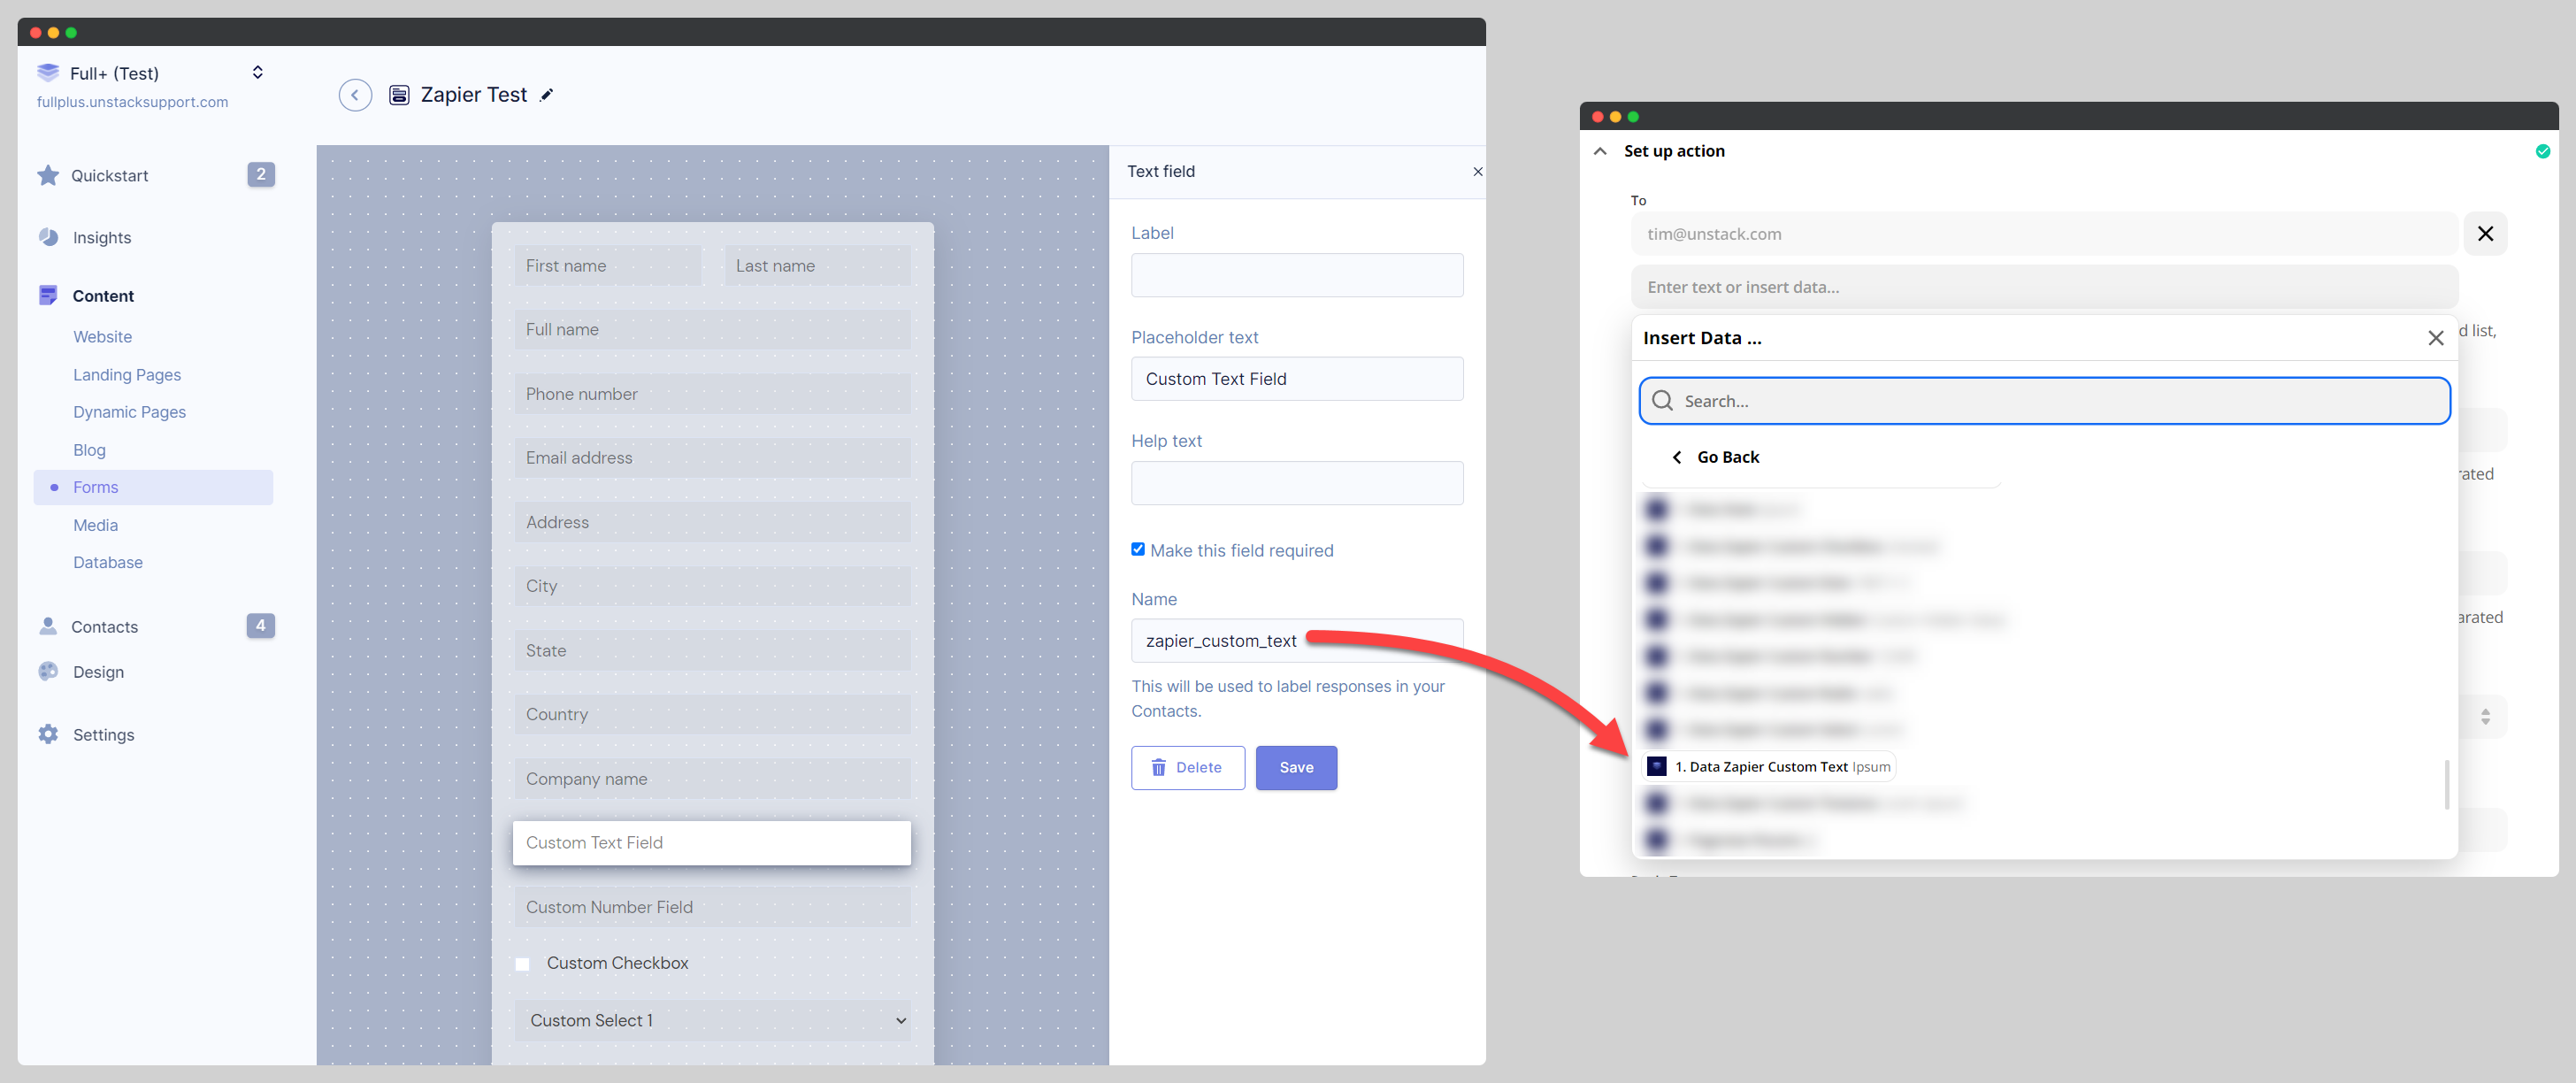 Full+ (Test)
fullplus.unstacksupport.com
Quickstart
2
Insights
Content
Website
Landing Pages
Dynamic Pages
Blog
Forms
Media
Database
Contacts
4
Design
Settings
Zapier Test
First name
Last name
Full name
Phone number
Email address
Address
City
State
Country
Company name
Custom Text Field
Custom Number Field
Custom Checkbox
Custom Select 1
Text field
Label
Placeholder text
Custom Text Field
Help text
Make this field required
Name
zapier_custom_text
This will be used to label responses in your
Contacts.
Delete
Save
Set up action
To
tim@unstack.com
Enter text or insert data...
d list,
Insert Data ...
Search...
Go Back
rated
arated
1. Data Zapier Custom Text Ipsum